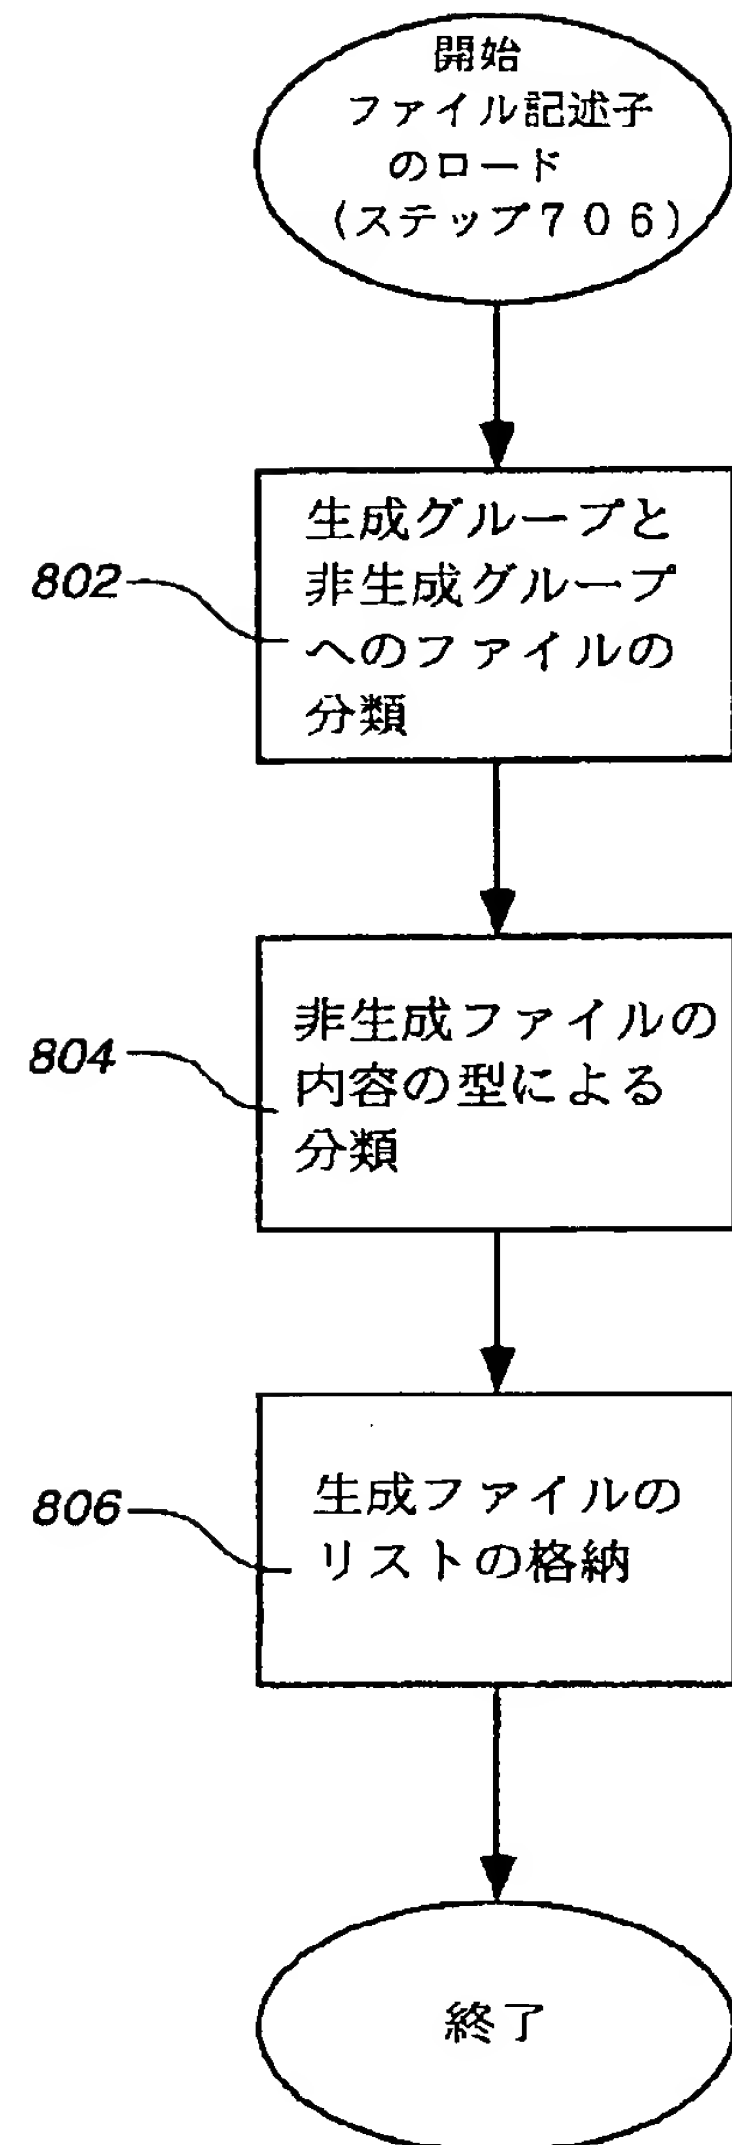 開始
ファイル記述子
のロード
(ステップ７０６)
802
生成グループと
非生成グループ
へのファイルの
分類
804
非生成ファイルの
内容の型による
分類
806
生成ファイルの
リストの格納
終了